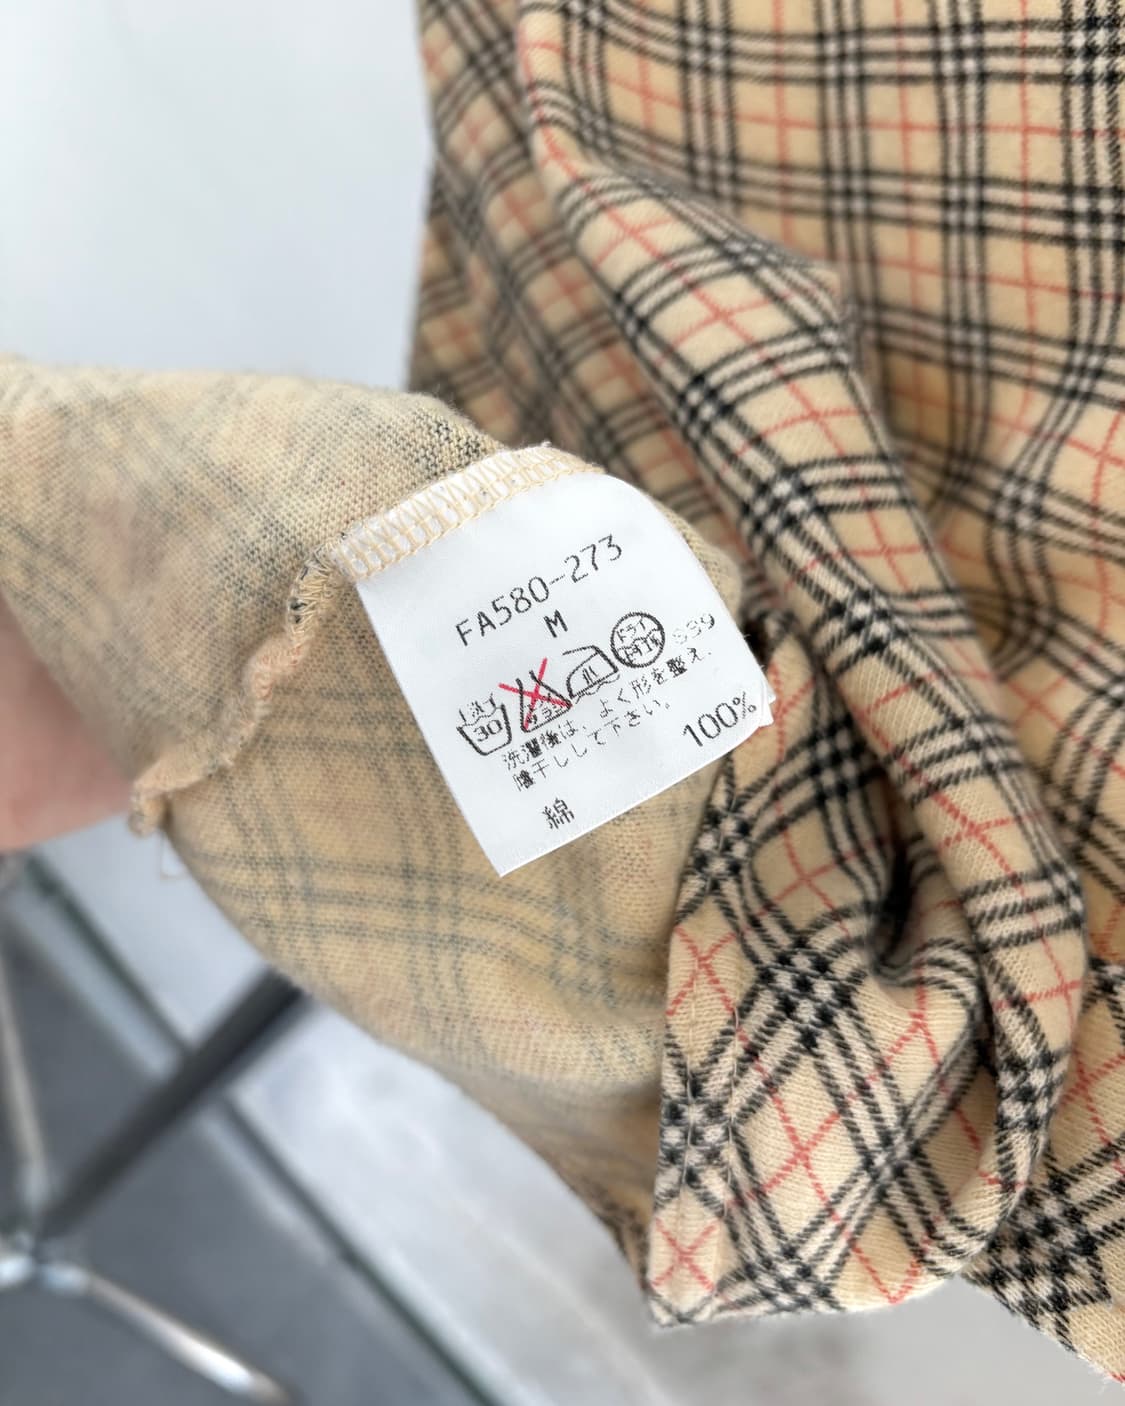 FA580-273
M
30
洗濯後は、よく形を整え、
陰干しして下さい。
綿 100%